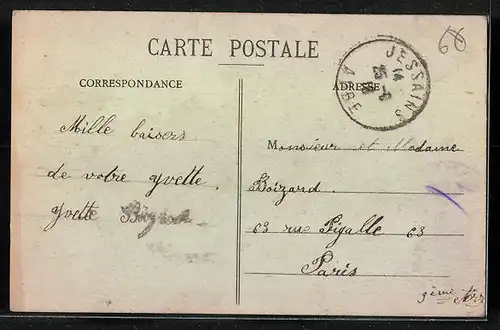 CARTE POSTALE
CORRESPONDANCE
ADRESSE
JESSAINS
AUBE
Mille baisers
de votre Yvette.
Yvette
Monsieur et Madame
Boizard.
63 rue Pigalle 63
Paris
9ème